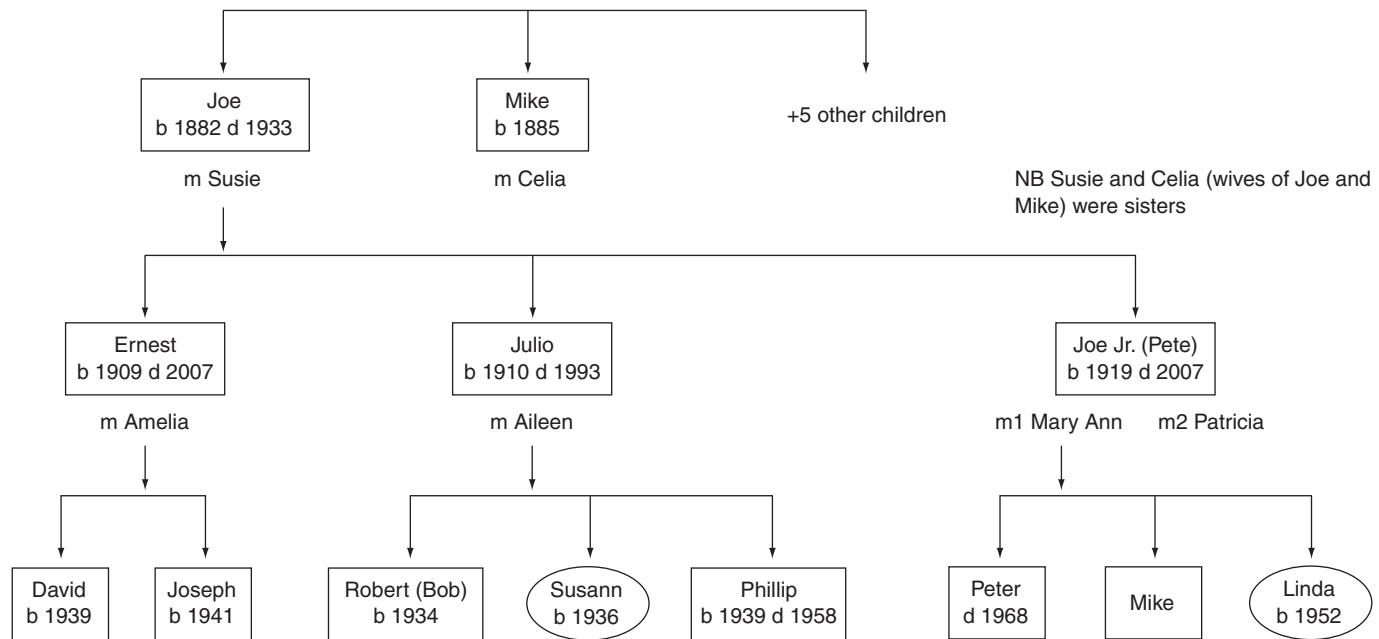 Joe
b 1882 d 1933
Mike
b 1885
+5 other children
m Susie
m Celia
NB Susie and Celia (wives of Joe and
Mike) were sisters
Ernest
b 1909 d 2007
Julio
b 1910 d 1993
Joe Jr. (Pete)
b 1919 d 2007
m Amelia
m Aileen
m1 Mary Ann
m2 Patricia
David
b 1939
Joseph
b 1941
Robert (Bob)
b 1934
Susann
b 1936
Phillip
b 1939 d 1958
Peter
d 1968
Mike
Linda
b 1952